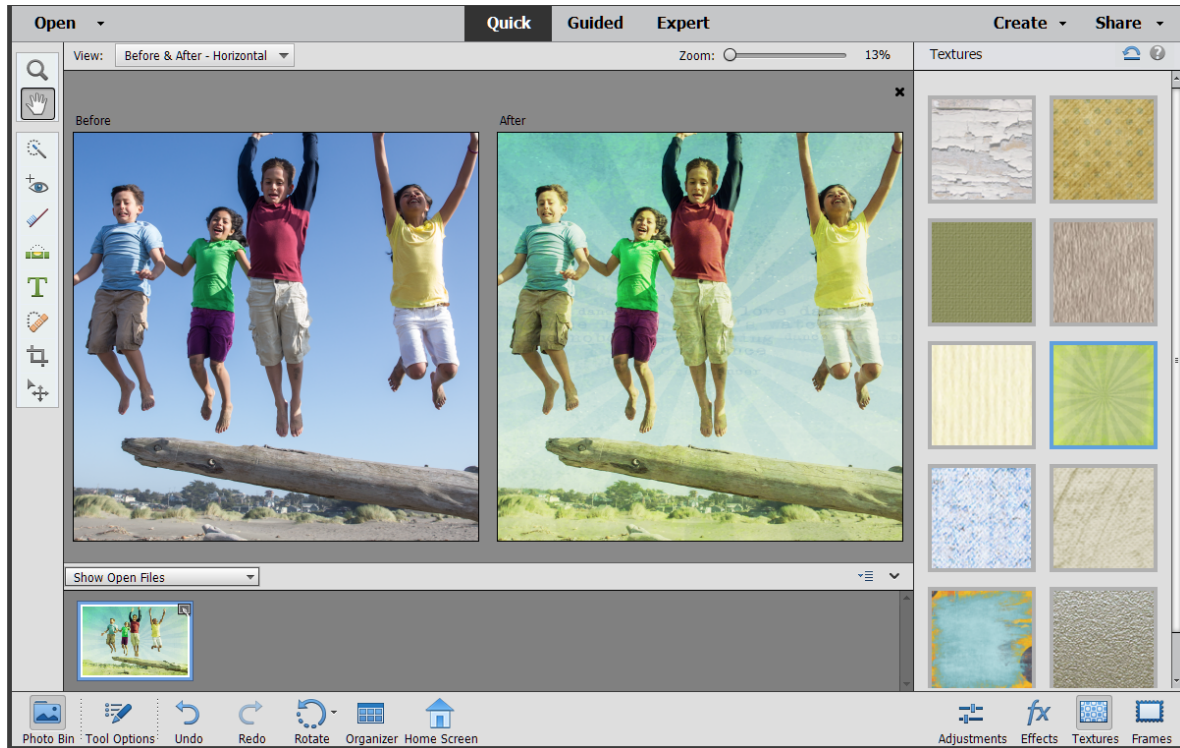 Open
Quick
Guided
Expert
Create
Share
View:
Before & After - Horizontal
Zoom:
13%
Textures
Before
After
T
Show Open Files
Photo Bin
Tool Options
Undo
Redo
Rotate
Organizer
Home Screen
fx
Adjustments
Effects
Textures
Frames